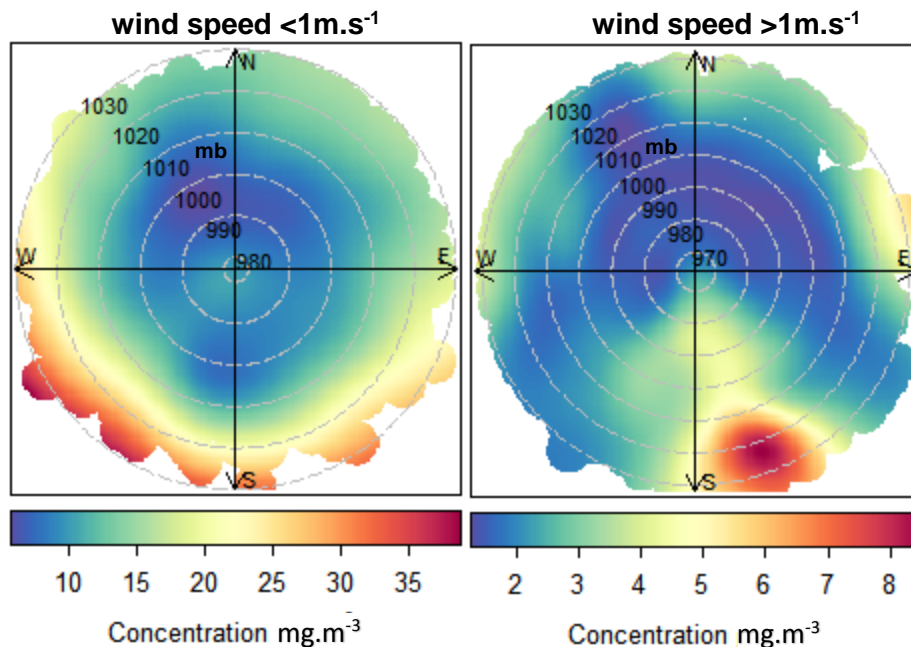 wind speed <1m.s⁻¹
N
1030
1020
mb
1010
1000
990
980
W
E
S
10 15 20 25 30 35
Concentration mg.m⁻³
wind speed >1m.s⁻¹
N
1030
1020
mb
1010
1000
990
980
970
W
E
S
2 3 4 5 6 7 8
Concentration mg.m⁻³